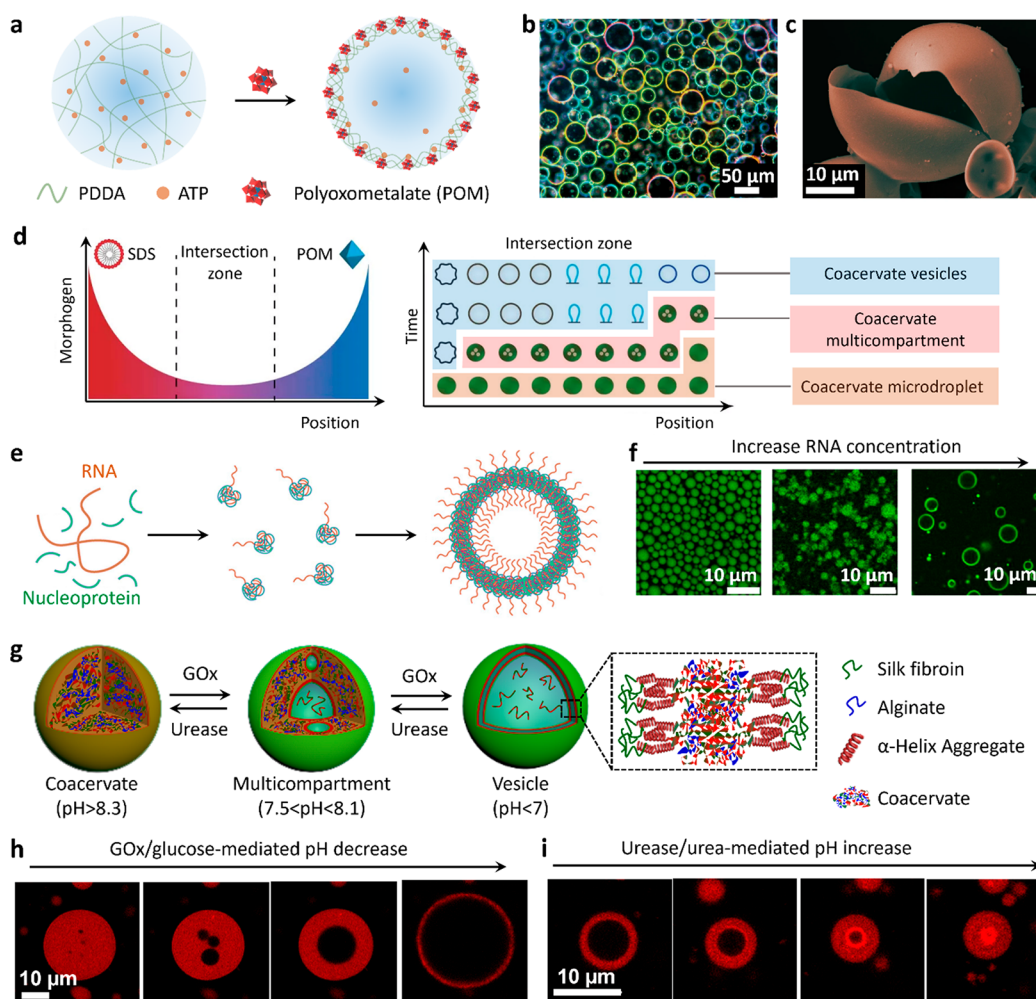 a
PDDA
ATP
Polyoxometalate (POM)
b
50 µm
c
10 µm
d
Morphogen
SDS
Intersection
zone
POM
Position
Intersection zone
Time
Position
Coacervate vesicles
Coacervate
multicompartment
Coacervate microdroplet
e
RNA
Nucleoprotein
f
Increase RNA concentration
10 µm
10 µm
10 µm
g
GOx
Urease
GOx
Urease
Coacervate
(pH>8.3)
Multicompartment
(7.5<pH<8.1)
Vesicle
(pH<7)
Silk fibroin
Alginate
α-Helix Aggregate
Coacervate
h
GOx/glucose-mediated pH decrease
10 µm
i
Urease/urea-mediated pH increase
10 µm